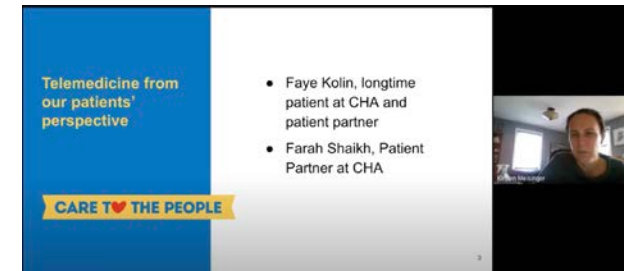 Telemedicine from
our patients'
perspective
CARE T THE PEOPLE
● Faye Kolin, longtime
patient at CHA and
patient partner
● Farah Shaikh, Patient
Partner at CHA
3
Meisinger